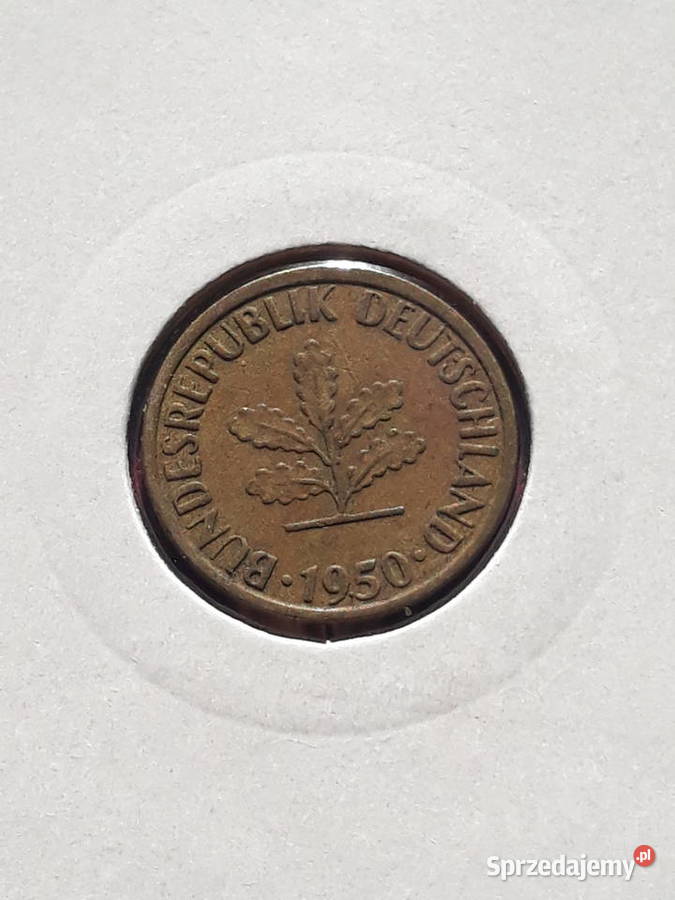 BUNDESREPUBLIK DEUTSCHLAND
· 1950 ·
Sprzedajemy.pl